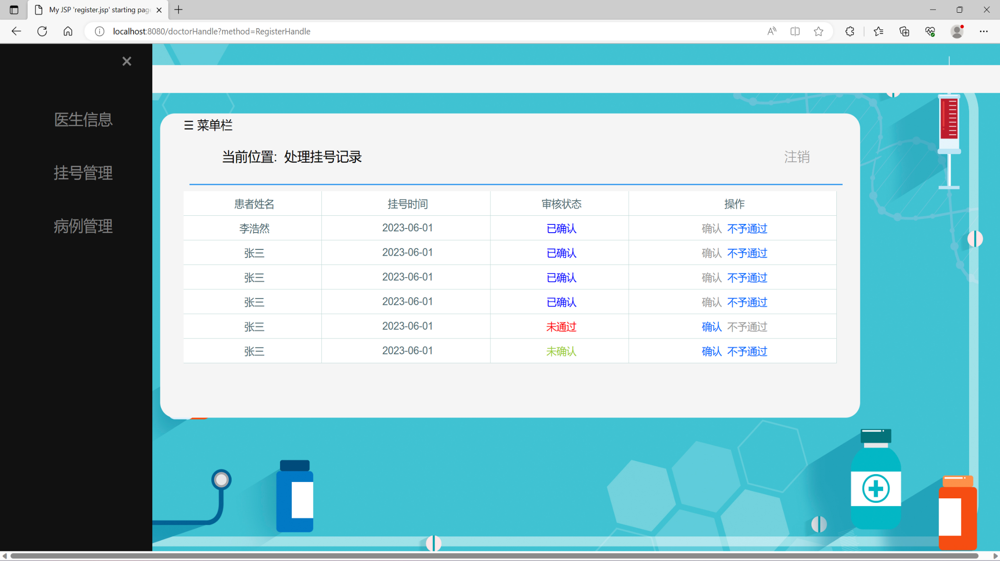 My JSP 'register.jsp' starting pag
localhost:8080/doctorHandle?method=RegisterHandle
医生信息
挂号管理
病例管理
☰ 菜单栏
当前位置: 处理挂号记录 注销
患者姓名 挂号时间 审核状态 操作
李浩然 2023-06-01 已确认 确认 不予通过
张三 2023-06-01 已确认 确认 不予通过
张三 2023-06-01 已确认 确认 不予通过
张三 2023-06-01 已确认 确认 不予通过
张三 2023-06-01 未通过 确认 不予通过
张三 2023-06-01 未确认 确认 不予通过